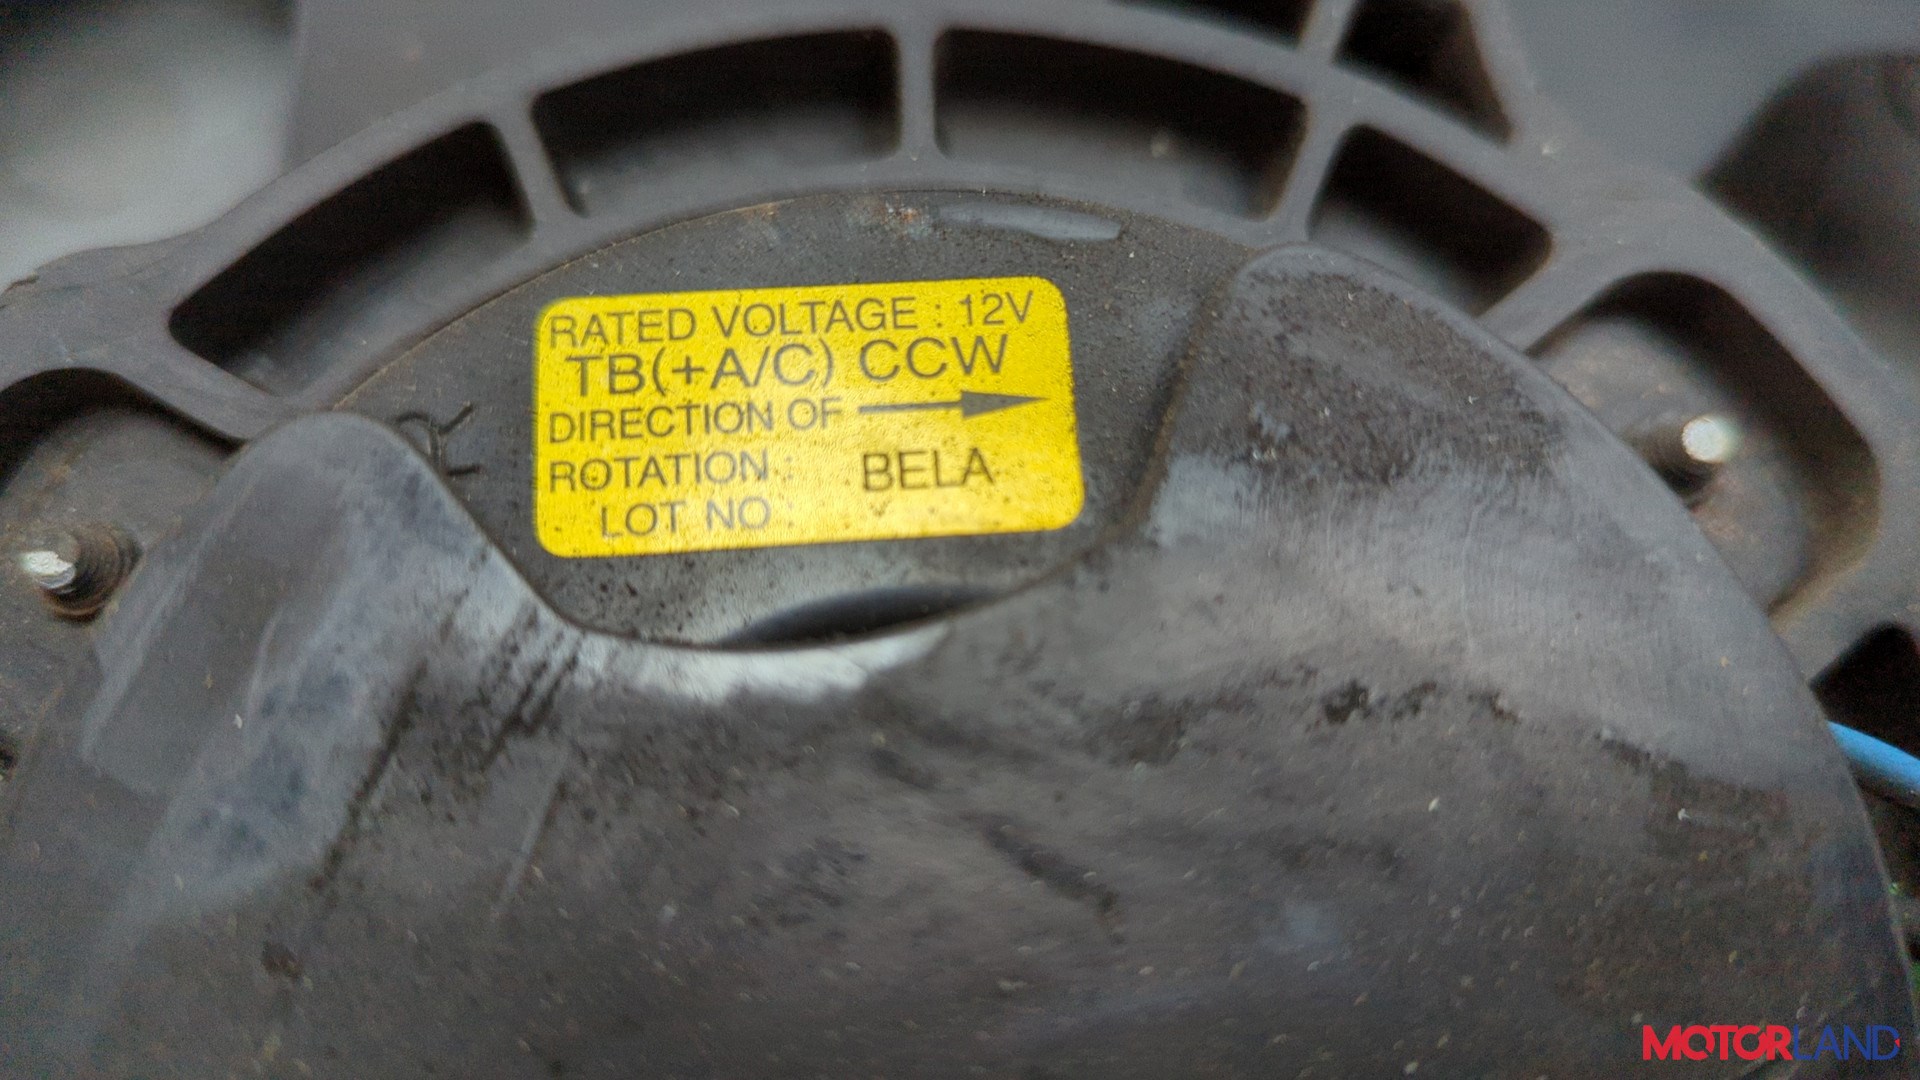 RATED VOLTAGE : 12V
TB(+A/C) CCW
DIRECTION OF
ROTATION :
LOT NO : BELA
MOTORLAND